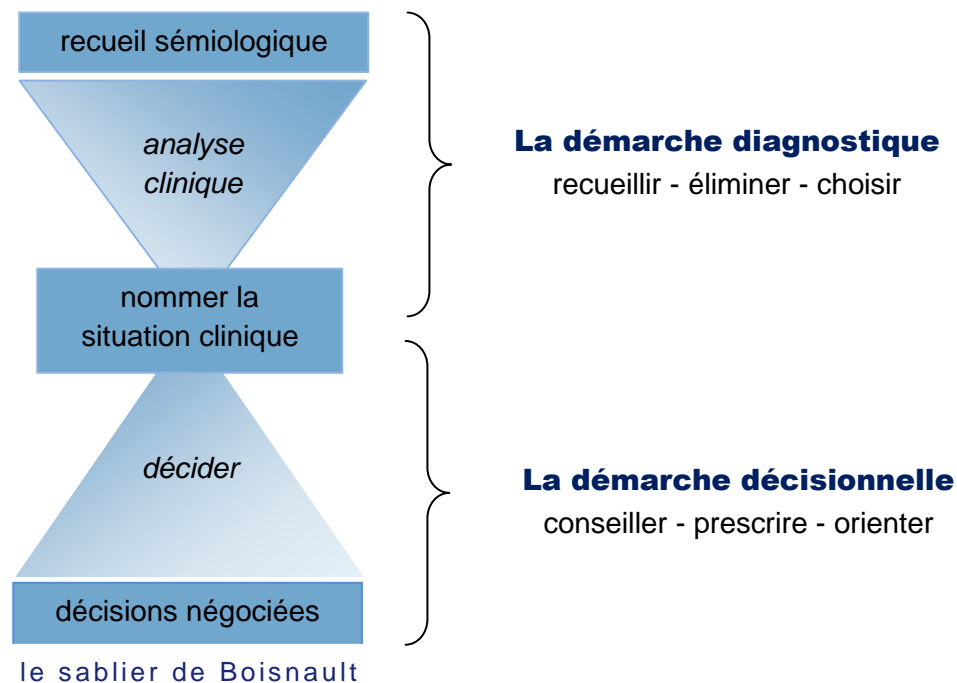 recueil sémiologique
analyse
clinique
La démarche diagnostique
recueillir - éliminer - choisir
nommer la
situation clinique
décider
La démarche décisionnelle
conseiller - prescrire - orienter
décisions négociées
le sablier de Boisnault